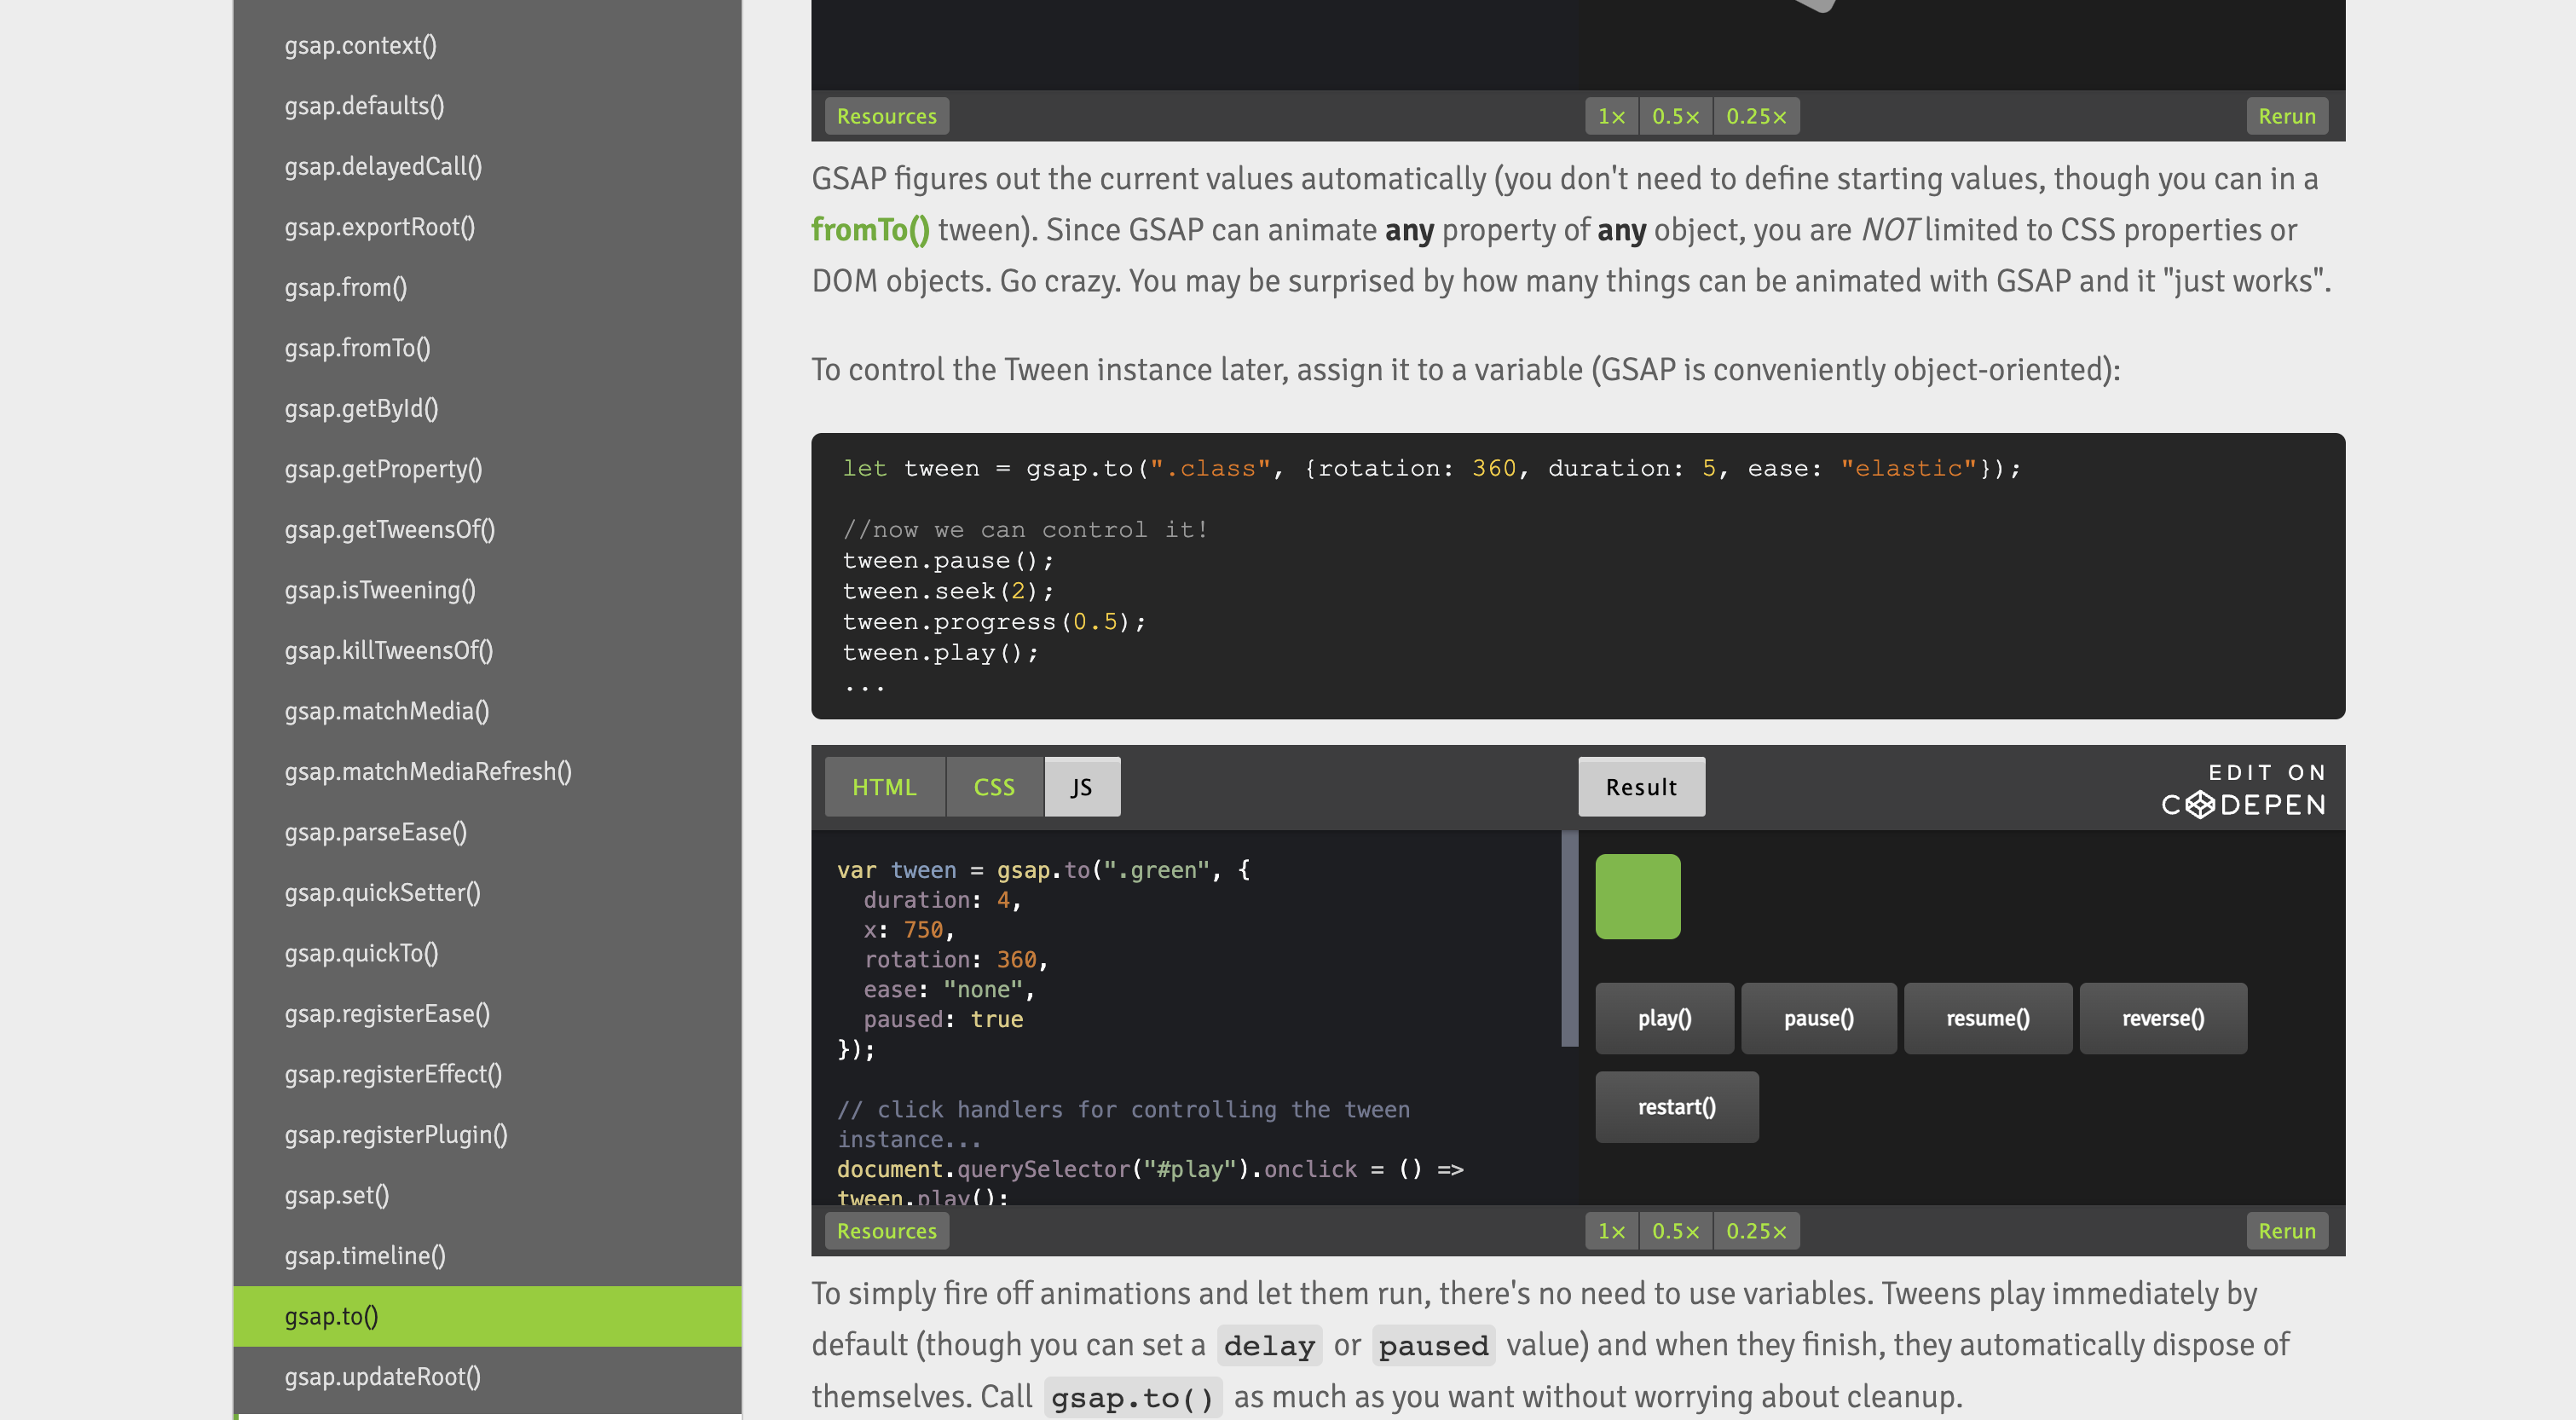 gsap.context()
gsap.defaults()
gsap.delayedCall()
gsap.exportRoot()
gsap.from()
gsap.fromTo()
gsap.getById()
gsap.getProperty()
gsap.getTweensOf()
gsap.isTweening()
gsap.killTweensOf()
gsap.matchMedia()
gsap.matchMediaRefresh()
gsap.parseEase()
gsap.quickSetter()
gsap.quickTo()
gsap.registerEase()
gsap.registerEffect()
gsap.registerPlugin()
gsap.set()
gsap.timeline()
gsap.to()
gsap.updateRoot()
Resources 1× 0.5× 0.25× Rerun
GSAP figures out the current values automatically (you don't need to define starting values, though you can in a
fromTo() tween). Since GSAP can animate any property of any object, you are NOT limited to CSS properties or
DOM objects. Go crazy. You may be surprised by how many things can be animated with GSAP and it "just works".
To control the Tween instance later, assign it to a variable (GSAP is conveniently object-oriented):
let tween = gsap.to(".class", {rotation: 360, duration: 5, ease: "elastic"});
//now we can control it!
tween.pause();
tween.seek(2);
tween.progress(0.5);
tween.play();
...
HTML CSS JS Result EDIT ON
CODEPEN
var tween = gsap.to(".green", {
duration: 4,
x: 750,
rotation: 360,
ease: "none",
paused: true
});
// click handlers for controlling the tween
instance...
document.querySelector("#play").onclick = () =>
tween.play();
play() pause() resume() reverse()
restart()
Resources 1× 0.5× 0.25× Rerun
To simply fire off animations and let them run, there's no need to use variables. Tweens play immediately by
default (though you can set a delay or paused value) and when they finish, they automatically dispose of
themselves. Call gsap.to() as much as you want without worrying about cleanup.